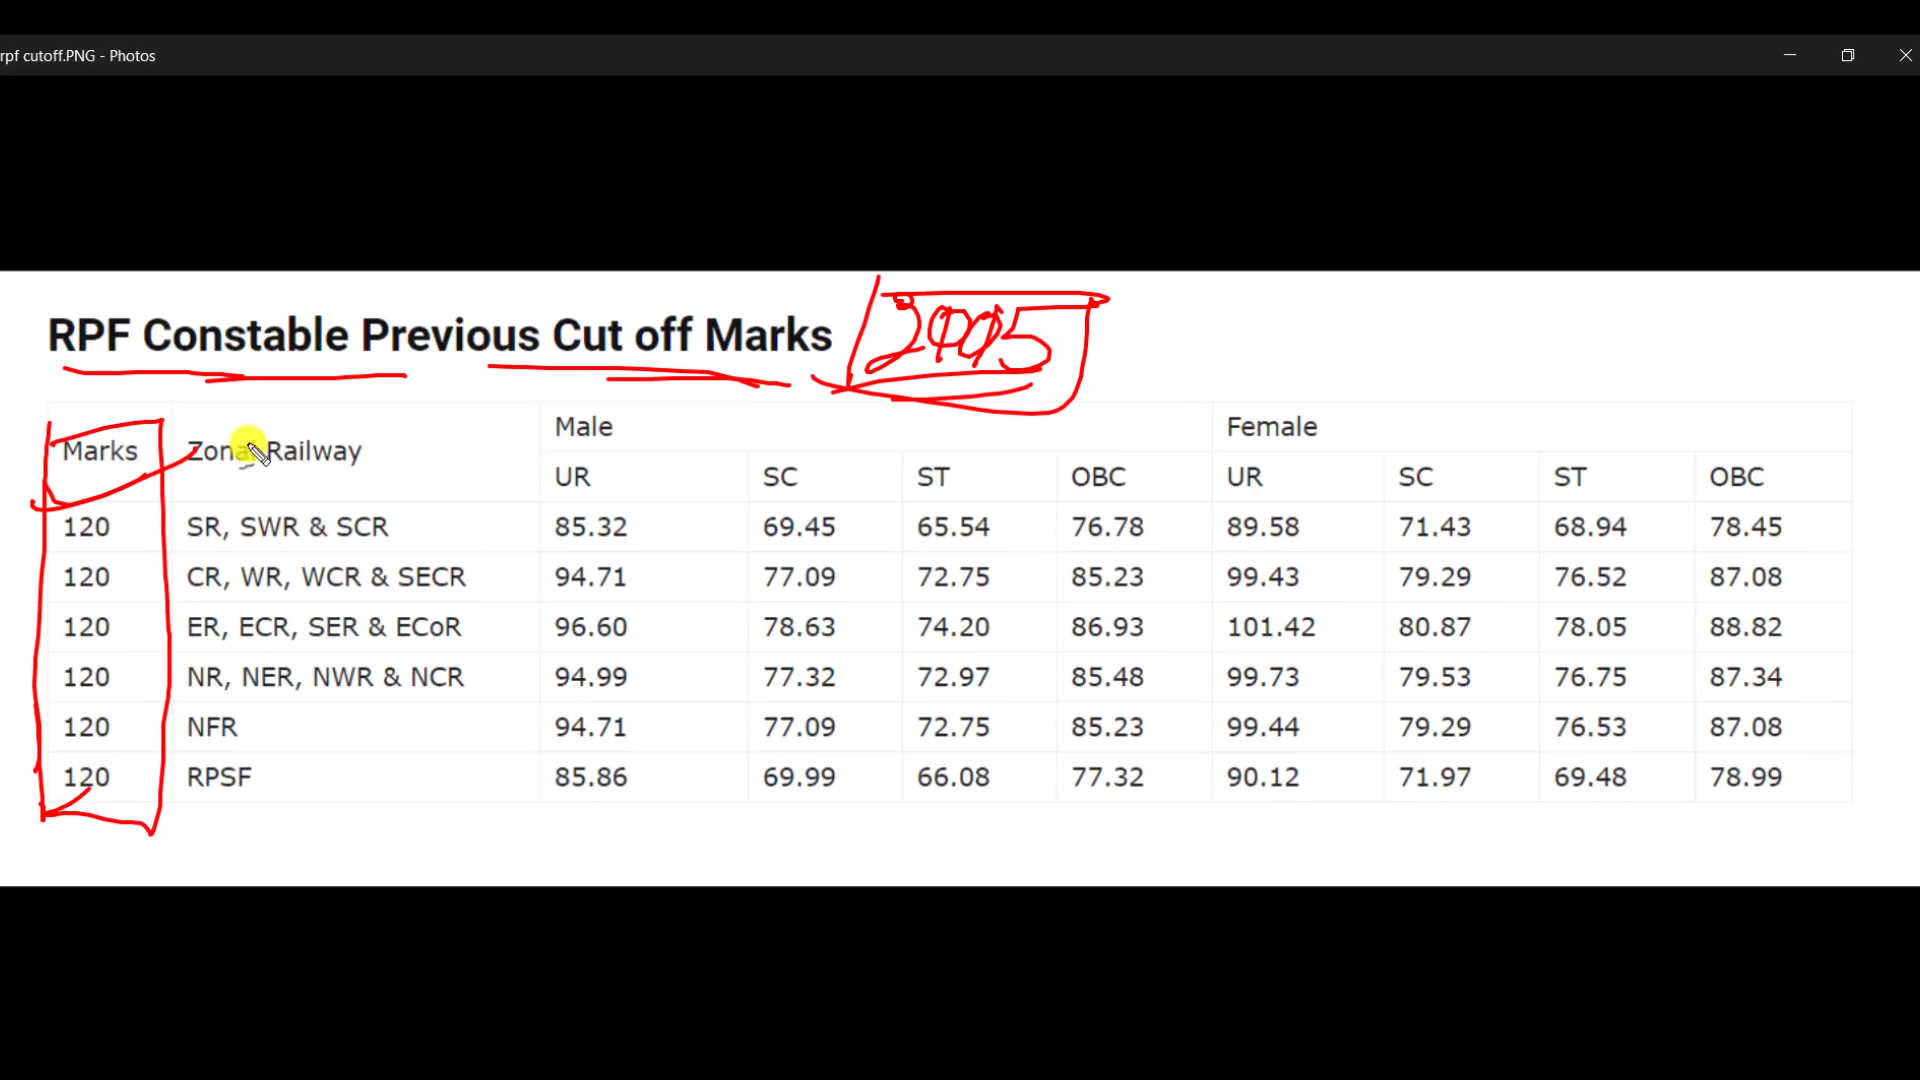 rpf cutoff.PNG - Photos
RPF Constable Previous Cut off Marks
Marks Zonal Railway Male Female
UR SC ST OBC UR SC ST OBC
120 SR, SWR & SCR 85.32 69.45 65.54 76.78 89.58 71.43 68.94 78.45
120 CR, WR, WCR & SECR 94.71 77.09 72.75 85.23 99.43 79.29 76.52 87.08
120 ER, ECR, SER & ECoR 96.60 78.63 74.20 86.93 101.42 80.87 78.05 88.82
120 NR, NER, NWR & NCR 94.99 77.32 72.97 85.48 99.73 79.53 76.75 87.34
120 NFR 94.71 77.09 72.75 85.23 99.44 79.29 76.53 87.08
120 RPSF 85.86 69.99 66.08 77.32 90.12 71.97 69.48 78.99